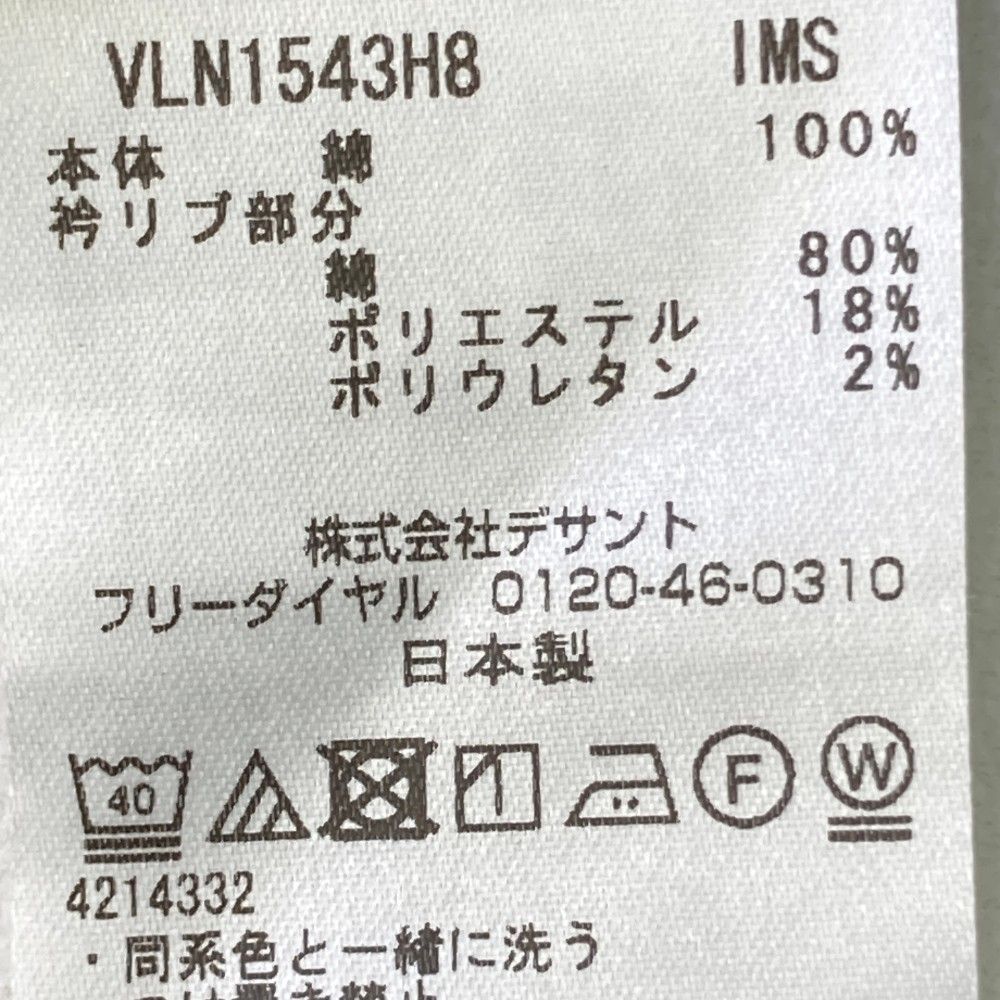 VLN1543H8 IMS
本体 綿 100%
衿リブ部分
綿 80%
ポリエステル 18%
ポリウレタン 2%
株式会社デサント
フリーダイヤル 0120-46-0310
日本製
40 F W
4214332
・同系色と一緒に洗う